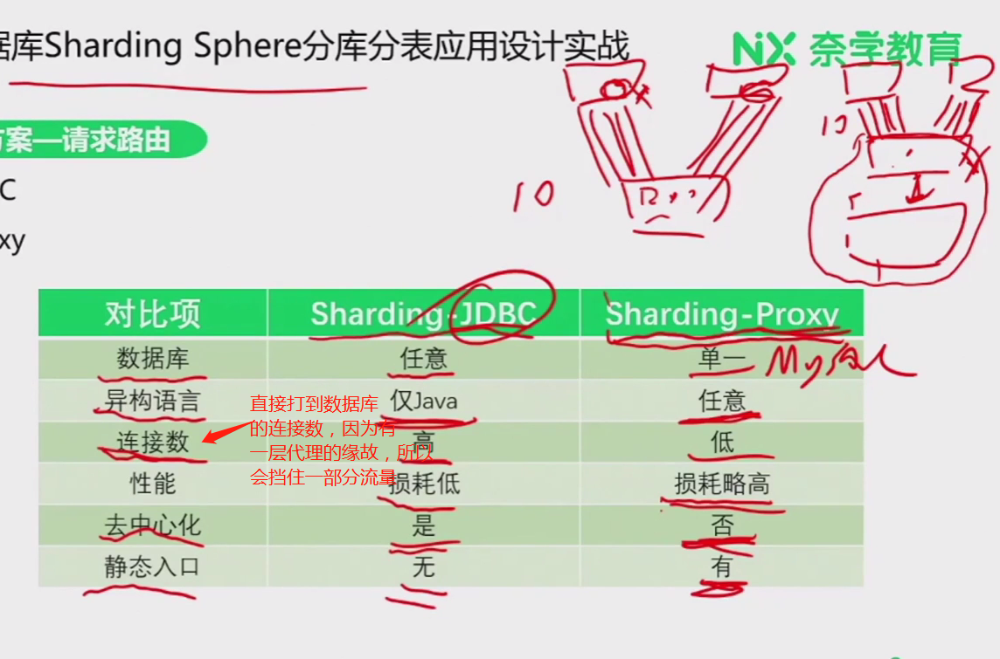 据库Sharding Sphere分库分表应用设计实战
NX 奈学教育
方案—请求路由
C
xy
10
10
对比项 Sharding-JDBC Sharding-Proxy
数据库 任意 单一 MySQL
异构语言 仅Java 任意
连接数 高 低
性能 损耗低 损耗略高
去中心化 是 否
静态入口 无 有
直接打到数据库
的连接数，因为有
一层代理的缘故，所以
会挡住一部分流量